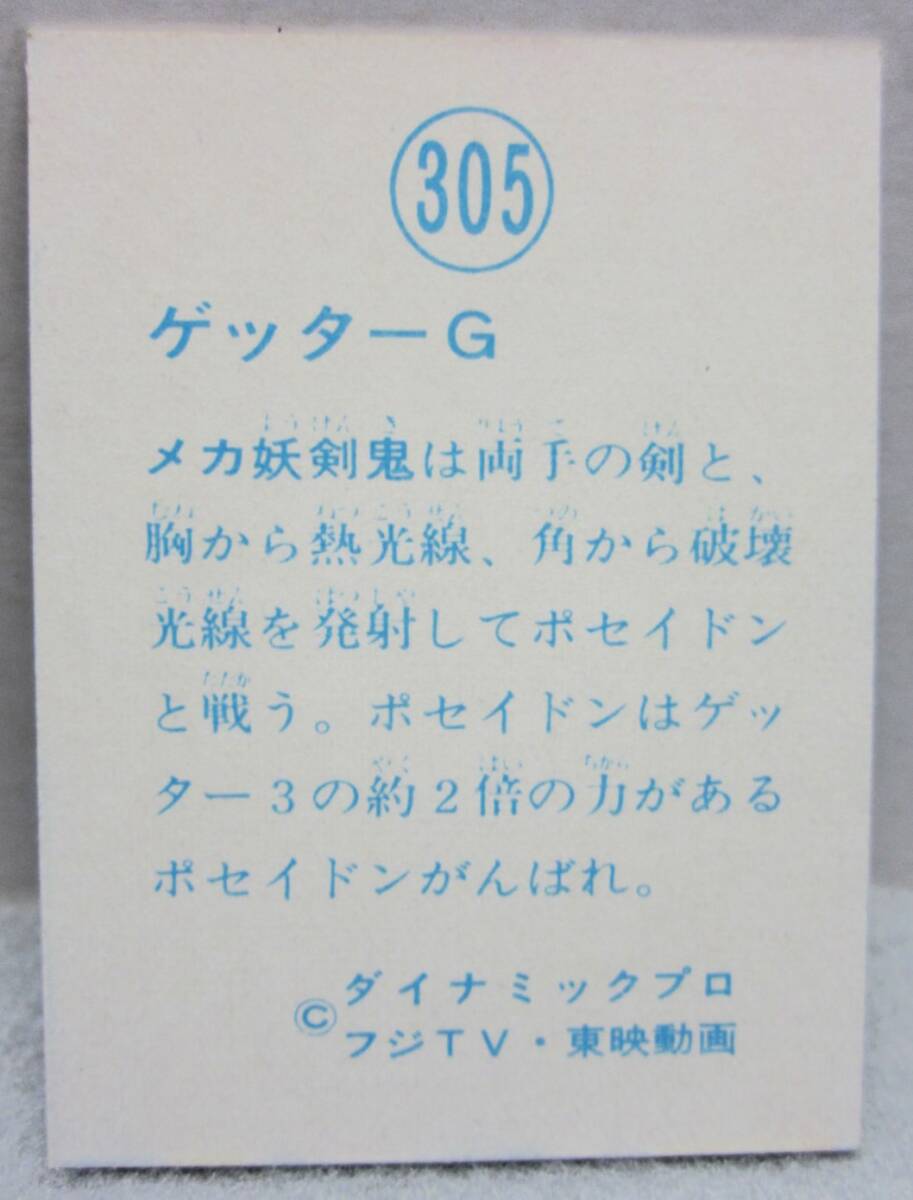 305
ゲッターG
メカ妖剣鬼は両手の剣と、
胸から熱光線、角から破壊
光線を発射してポセイドン
と戦う。ポセイドンはゲッ
ター3の約2倍の力がある
ポセイドンがんばれ。
© ダイナミックプロ
フジTV・東映動画